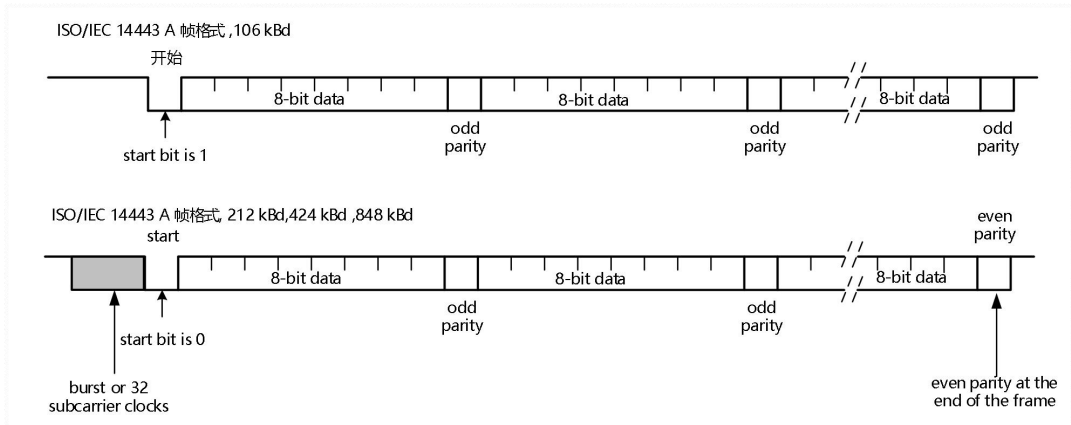 ISO/IEC 14443 A 帧格式 ,106 kBd
开始
8-bit data
8-bit data
8-bit data
odd
parity
odd
parity
odd
parity
start bit is 1
ISO/IEC 14443 A 帧格式, 212 kBd,424 kBd ,848 kBd
start
even
parity
8-bit data
8-bit data
8-bit data
odd
parity
odd
parity
start bit is 0
burst or 32
subcarrier clocks
even parity at the
end of the frame